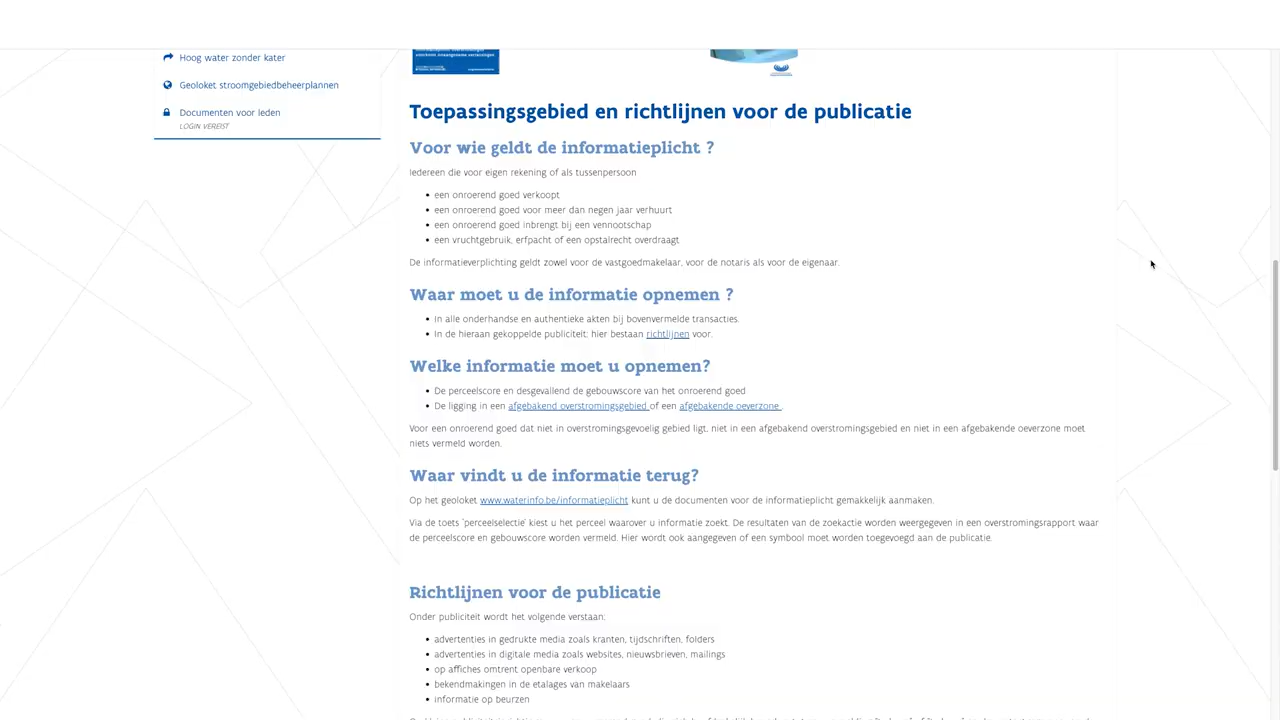 Hoog water zonder kater
Geoloket stroomgebiedbeheerplannen
Documenten voor leden
LOGIN VEREIST
Toepassingsgebied en richtlijnen voor de publicatie
Voor wie geldt de informatieplicht ?
Iedereen die voor eigen rekening of als tussenpersoon
een onroerend goed verkoopt
een onroerend goed voor meer dan negen jaar verhuurt
een onroerend goed inbrengt bij een vennootschap
een vruchtgebruik, erfpacht of een opstalrecht overdraagt
De informatieverplichting geldt zowel voor de vastgoedmakelaar, voor de notaris als voor de eigenaar.
Waar moet u de informatie opnemen ?
In alle onderhandse en authentieke akten bij bovenvermelde transacties.
In de hieraan gekoppelde publiciteit; hier bestaan richtlijnen voor.
Welke informatie moet u opnemen?
De perceelscore en desgevallend de gebouwscore van het onroerend goed
De ligging in een afgebakend overstromingsgebied of een afgebakende oeverzone .
Voor een onroerend goed dat niet in overstromingsgevoelig gebied ligt, niet in een afgebakend overstromingsgebied en niet in een afgebakende oeverzone moet
niets vermeld worden.
Waar vindt u de informatie terug?
Op het geoloket www.waterinfo.be/informatieplicht kunt u de documenten voor de informatieplicht gemakkelijk aanmaken.
Via de toets 'perceelselectie' kiest u het perceel waarover u informatie zoekt. De resultaten van de zoekactie worden weergegeven in een overstromingsrapport waar
de perceelscore en gebouwscore worden vermeld. Hier wordt ook aangegeven of een symbool moet worden toegevoegd aan de publicatie.
Richtlijnen voor de publicatie
Onder publiciteit wordt het volgende verstaan:
advertenties in gedrukte media zoals kranten, tijdschriften, folders
advertenties in digitale media zoals websites, nieuwsbrieven, mailings
op affiches omtrent openbare verkoop
bekendmakingen in de etalages van makelaars
informatie op beurzen